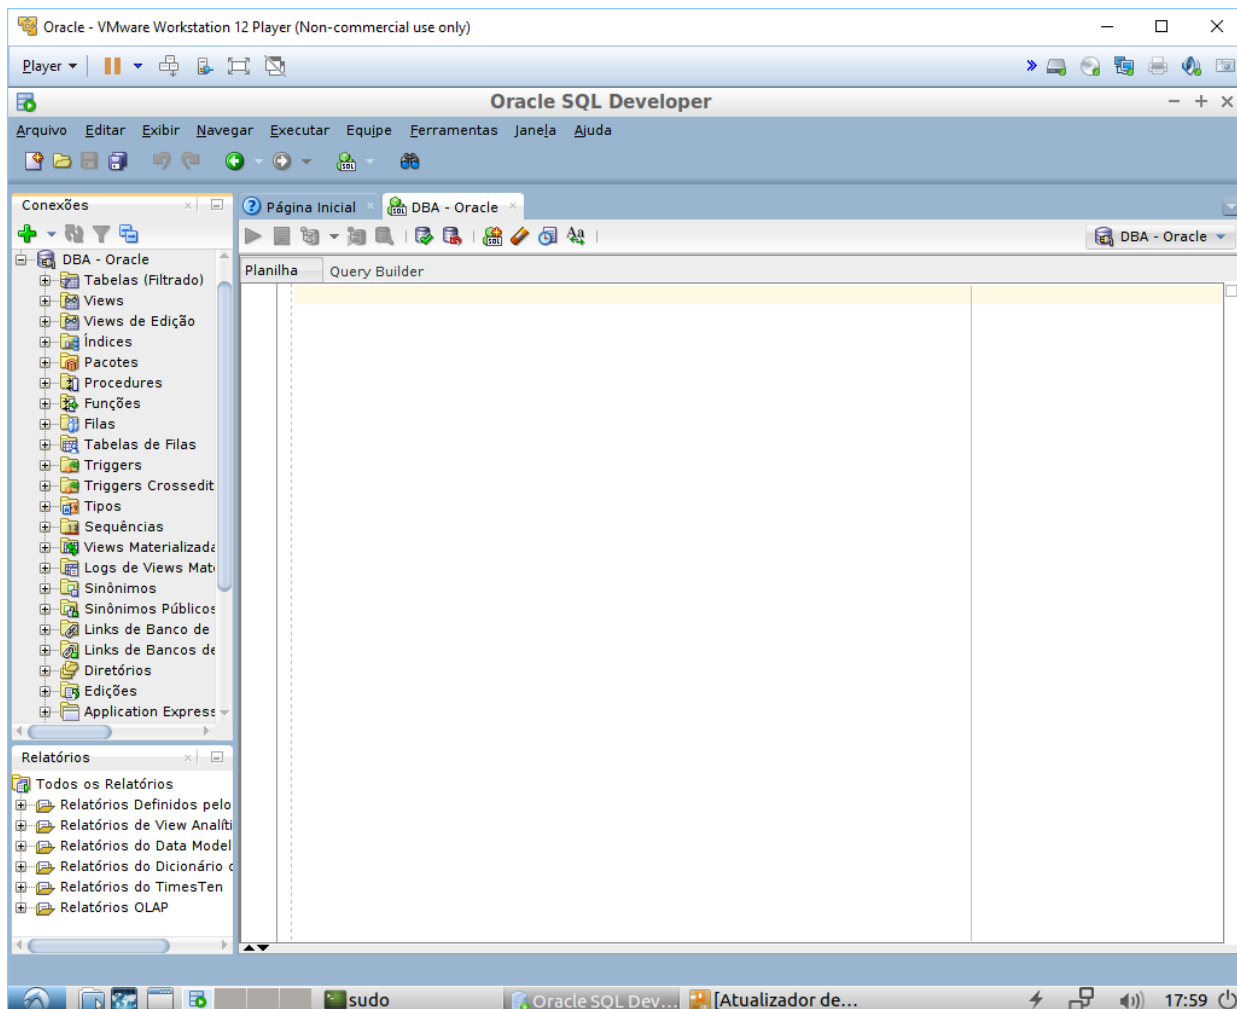 Oracle - VMware Workstation 12 Player (Non-commercial use only)
Player
Oracle SQL Developer
Arquivo Editar Exibir Navegar Executar Equipe Ferramentas Janela Ajuda
Conexões
Página Inicial
DBA - Oracle
DBA - Oracle
Planilha
Query Builder
DBA - Oracle
Tabelas (Filtrado)
Views
Views de Edição
Índices
Pacotes
Procedures
Funções
Filas
Tabelas de Filas
Triggers
Triggers Crossedit
Tipos
Sequências
Views Materializada
Logs de Views Mat
Sinônimos
Sinônimos Públicos
Links de Banco de
Links de Bancos de
Diretórios
Edições
Application Express
Relatórios
Todos os Relatórios
Relatórios Definidos pelo
Relatórios de View Analíti
Relatórios do Data Model
Relatórios do Dicionário
Relatórios do TimesTen
Relatórios OLAP
sudo
Oracle SQL Dev...
[Atualizador de...
17:59